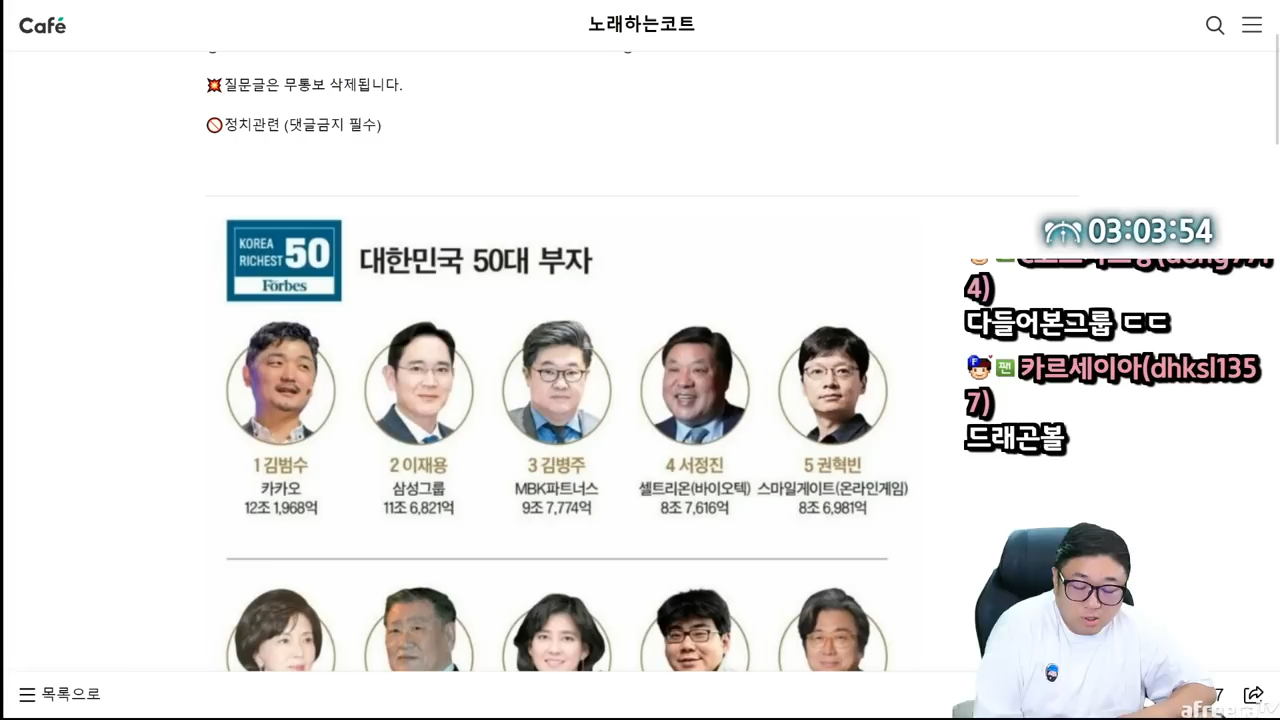 Café
노래하는코트
💥질문글은 무통보 삭제됩니다.
🚫정치관련 (댓글금지 필수)
KOREA RICHEST 50
Forbes
대한민국 50대 부자
03:03:54
4)
다들어본그룹 ㄷㄷ
F 팬 카르세이아(dhksl135
7)
드래곤볼
1 김범수
카카오
12조 1,968억
2 이재용
삼성그룹
11조 6,821억
3 김병주
MBK파트너스
9조 7,774억
4 서정진
셀트리온(바이오텍)
8조 7,616억
5 권혁빈
스마일게이트(온라인게임)
8조 6,981억
목록으로
7
afreecaTV